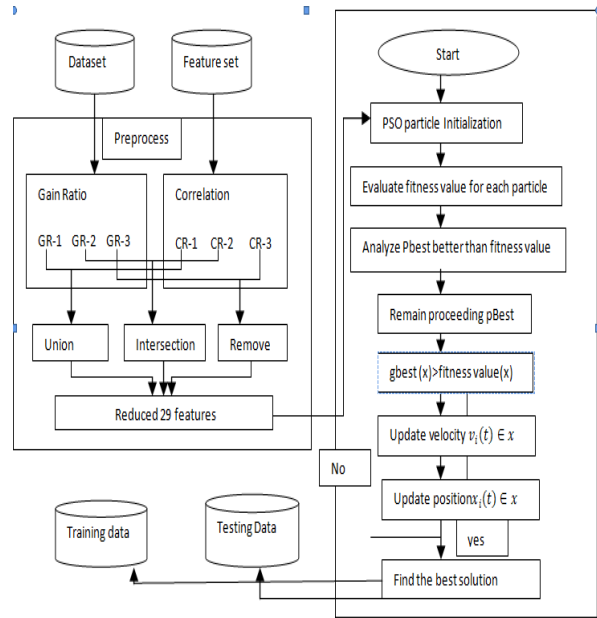 Dataset
Feature set
Preprocess
Gain Ratio
GR-1 GR-2 GR-3
Correlation
CR-1 CR-2 CR-3
Union
Intersection
Remove
Reduced 29 features
Training data
Testing Data
Start
PSO particle Initialization
Evaluate fitness value for each particle
Analyze Pbest better than fitness value
Remain proceeding pBest
gbest (x)>fitness value(x)
Update velocity 𝑣ᵢ(𝑡) ∈ 𝑥
No
Update position𝑥ᵢ(𝑡) ∈ 𝑥
yes
Find the best solution